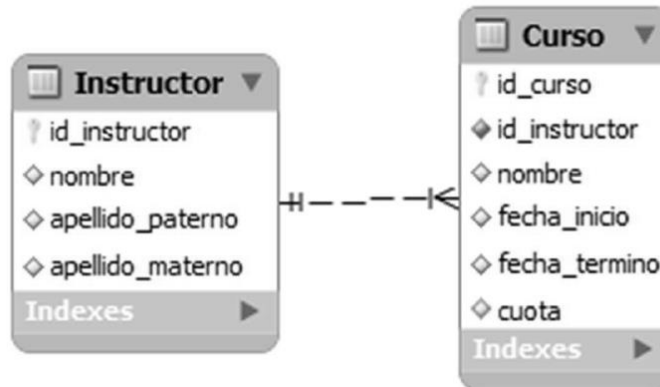 Instructor
id_instructor
nombre
apellido_paterno
apellido_materno
Indexes
Curso
id_curso
id_instructor
nombre
fecha_inicio
fecha_termino
cuota
Indexes